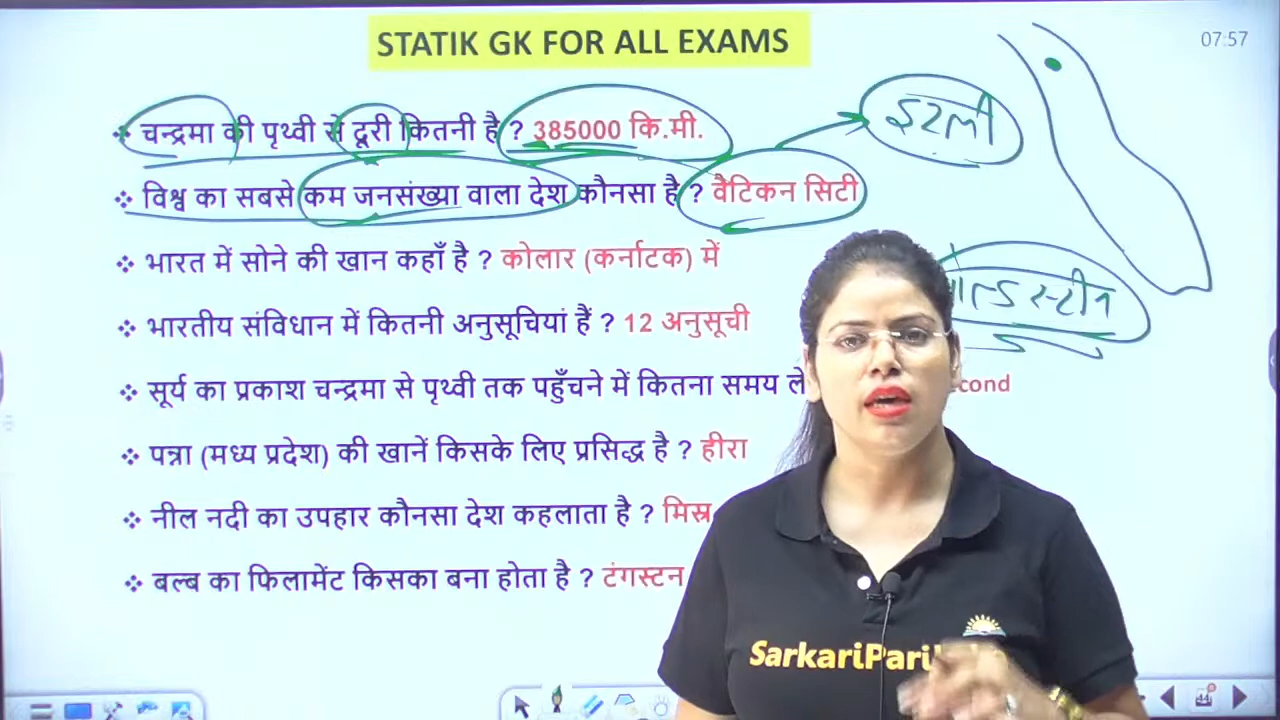 STATIK GK FOR ALL EXAMS
07:57
चन्द्रमा की पृथ्वी से दूरी कितनी है ? 385000 कि.मी.
इटली
विश्व का सबसे कम जनसंख्या वाला देश कौनसा है ? वैटिकन सिटी
भारत में सोने की खान कहाँ है ? कोलार (कर्नाटक) में
भारतीय संविधान में कितनी अनुसूचियां हैं ? 12 अनुसूची
सूर्य का प्रकाश चन्द्रमा से पृथ्वी तक पहुँचने में कितना समय
पन्ना (मध्य प्रदेश) की खानें किसके लिए प्रसिद्ध है ? हीरा
नील नदी का उपहार कौनसा देश कहलाता है ? मिस्र
बल्ब का फिलामेंट किसका बना होता है ? टंगस्टन
44